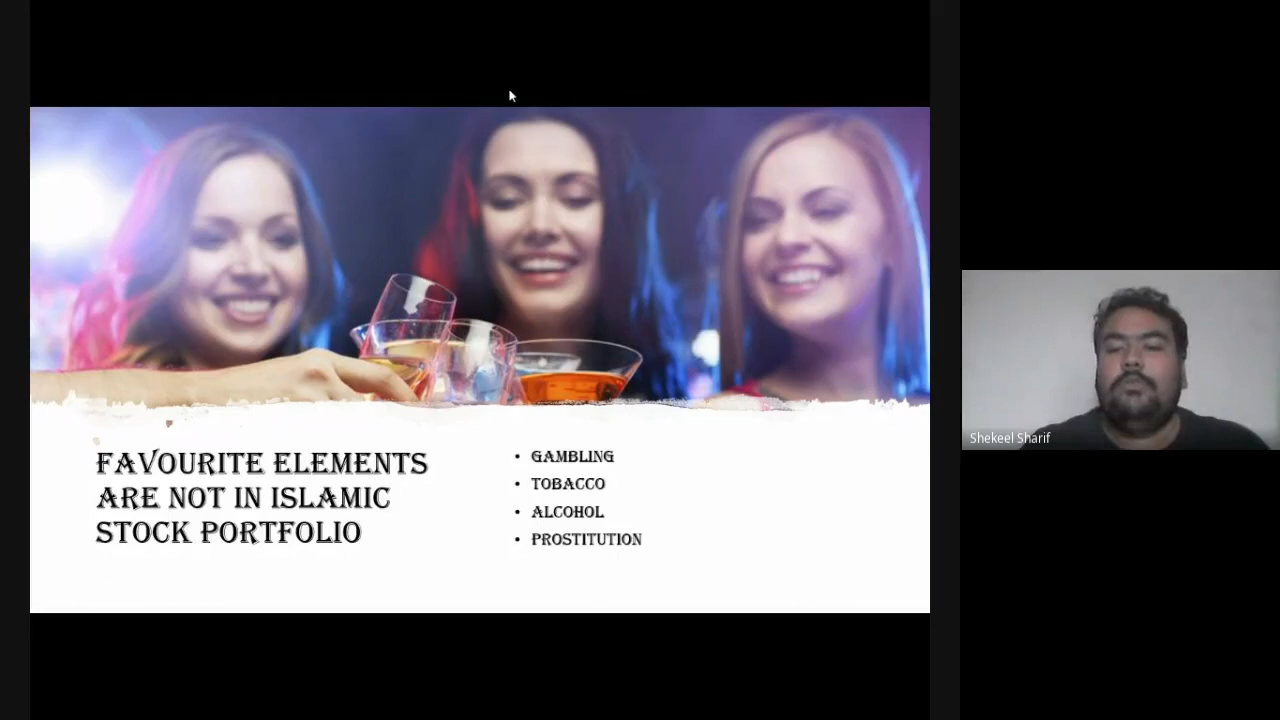 FAVOURITE ELEMENTS
ARE NOT IN ISLAMIC
STOCK PORTFOLIO
• GAMBLING
• TOBACCO
• ALCOHOL
• PROSTITUTION
Shekeel Sharif